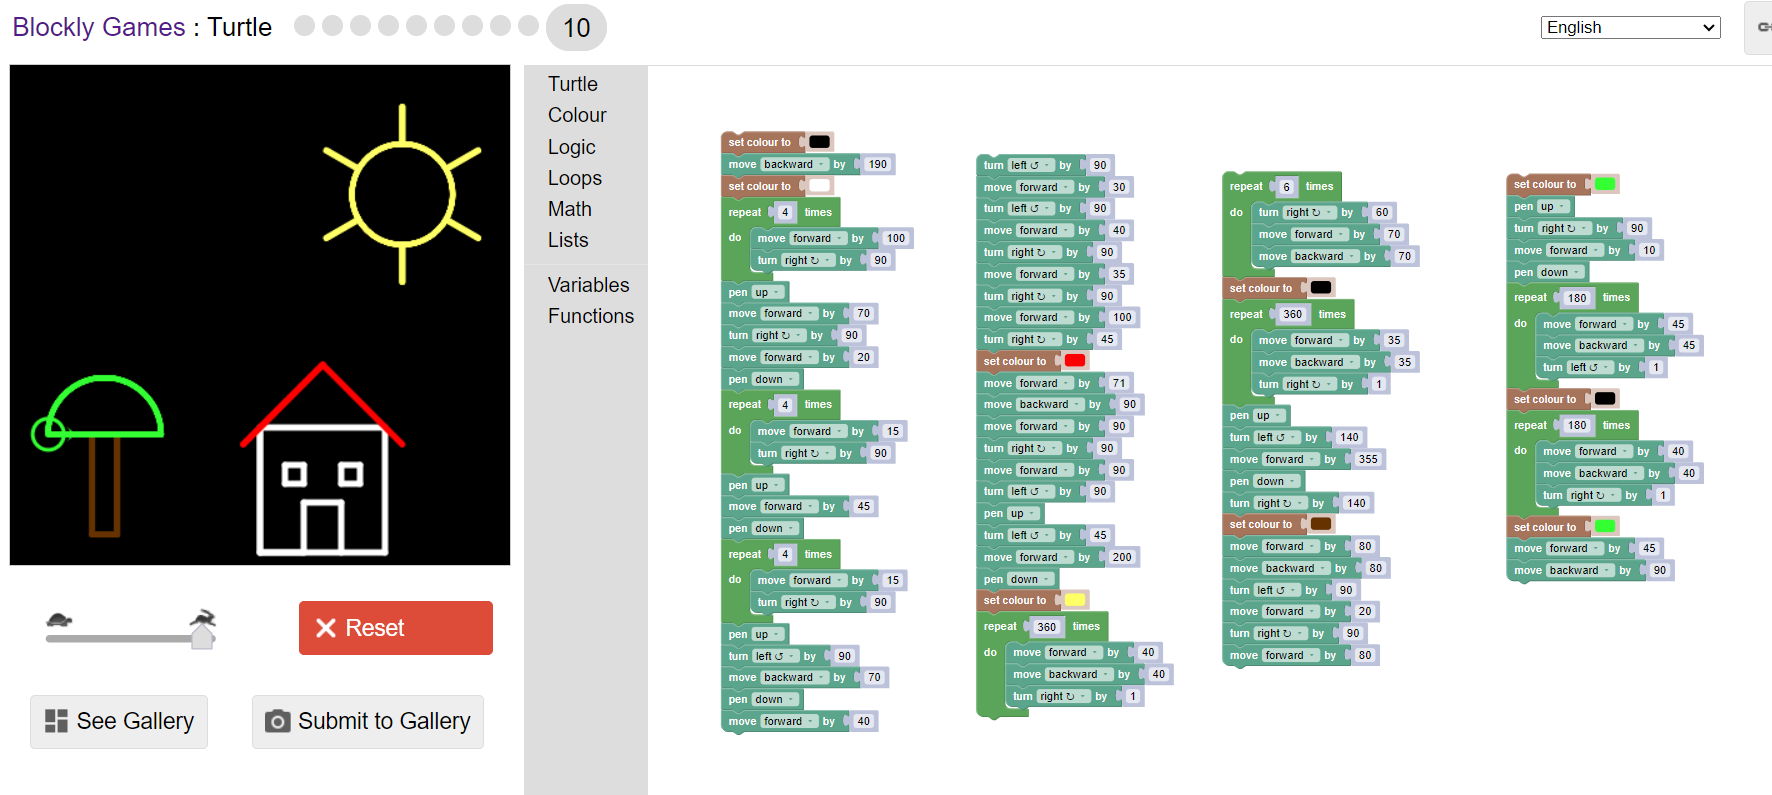 Blockly Games : Turtle
10
English
Turtle
Colour
Logic
Loops
Math
Lists
Variables
Functions
set colour to
move backward by 190
set colour to
repeat 4 times
do move forward by 100
turn right ↻ by 90
pen up
move forward by 70
turn right ↻ by 90
move forward by 20
pen down
repeat 4 times
do move forward by 15
turn right ↻ by 90
pen up
move forward by 45
pen down
repeat 4 times
do move forward by 15
turn right ↻ by 90
pen up
turn left ↺ by 90
move backward by 70
pen down
move forward by 40
turn left ↺ by 90
move forward by 30
turn left ↺ by 90
move forward by 40
turn right ↻ by 90
move forward by 35
turn right ↻ by 90
move forward by 100
turn right ↻ by 45
set colour to
move forward by 71
move backward by 90
move forward by 90
turn right ↻ by 90
move forward by 90
turn left ↺ by 90
pen up
turn left ↺ by 45
move forward by 200
pen down
set colour to
repeat 360 times
do move forward by 40
move backward by 40
turn right ↻ by 1
repeat 6 times
do turn right ↻ by 60
move forward by 70
move backward by 70
set colour to
repeat 360 times
do move forward by 35
move backward by 35
turn right ↻ by 1
pen up
turn left ↺ by 140
move forward by 355
pen down
turn right ↻ by 140
set colour to
move forward by 80
move backward by 80
turn left ↺ by 90
move forward by 20
turn right ↻ by 90
move forward by 80
set colour to
pen up
turn right ↻ by 90
move forward by 10
pen down
repeat 180 times
do move forward by 45
move backward by 45
turn left ↺ by 1
set colour to
repeat 180 times
do move forward by 40
move backward by 40
turn right ↻ by 1
set colour to
move forward by 45
move backward by 90
Reset
See Gallery
Submit to Gallery